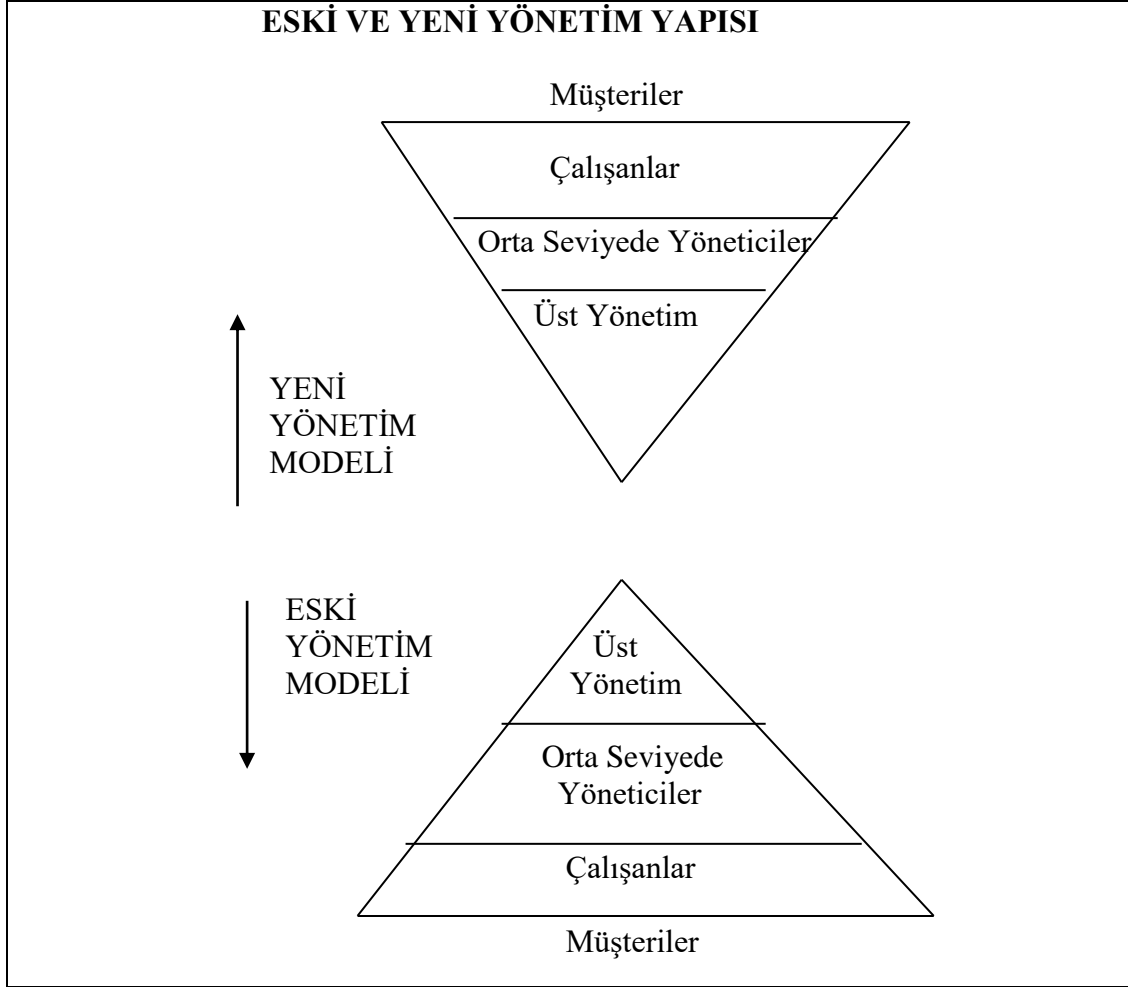 ESKİ VE YENİ YÖNETİM YAPISI
Müşteriler
Çalışanlar
Orta Seviyede Yöneticiler
Üst Yönetim
YENİ
YÖNETİM
MODELİ
ESKİ
YÖNETİM
MODELİ
Üst
Yönetim
Orta Seviyede
Yöneticiler
Çalışanlar
Müşteriler